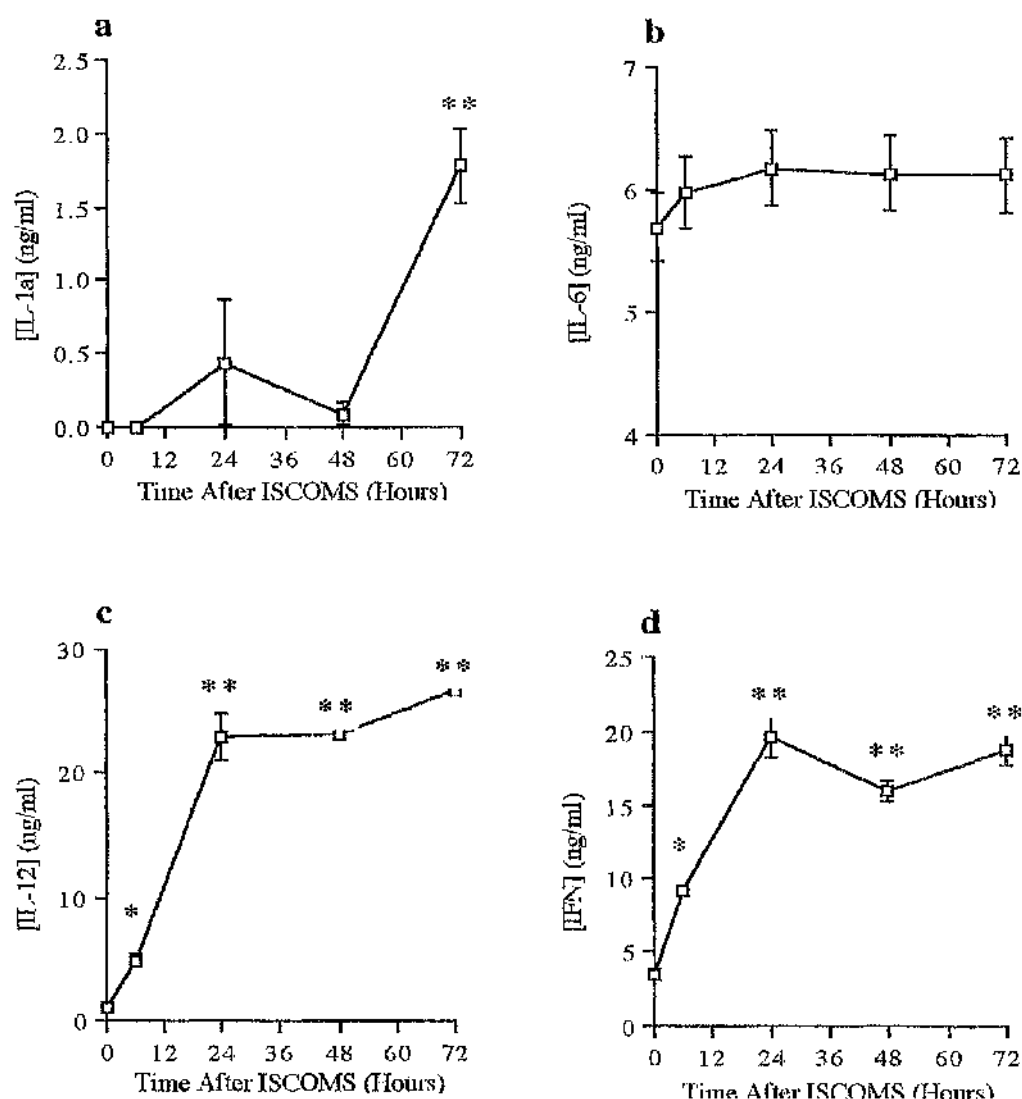 a
2.5
2.0
1.5
1.0
0.5
0.0
[IL-1a] (ng/ml)
**
0 12 24 36 48 60 72
Time After ISCOMS (Hours)
b
7
6
5
4
[IL-6] (ng/ml)
0 12 24 36 48 60 72
Time After ISCOMS (Hours)
c
30
20
10
0
[IL-12] (ng/ml)
*
**
**
**
0 12 24 36 48 60 72
Time After ISCOMS (Hours)
d
25
20
15
10
5
0
[IFN] (ng/ml)
*
**
**
**
0 12 24 36 48 60 72
Time After ISCOMS (Hours)